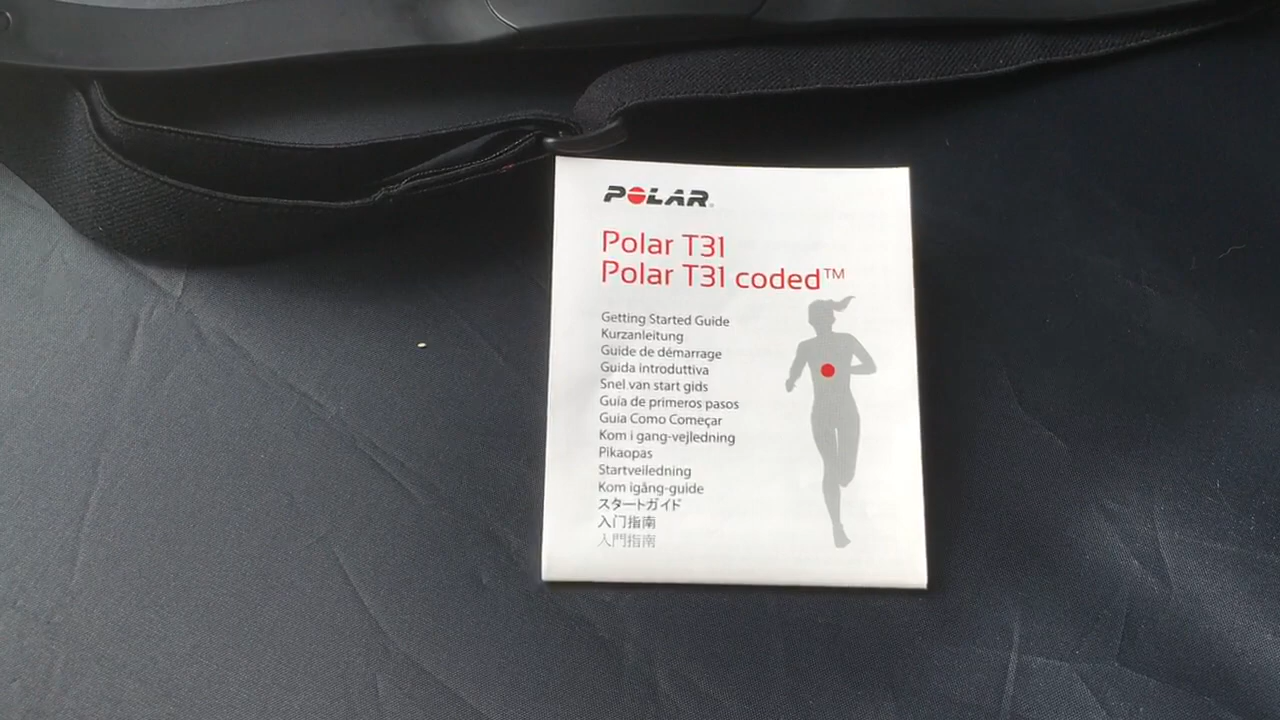 POLAR
Polar T31
Polar T31 coded™
Getting Started Guide
Kurzanleitung
Guide de démarrage
Guida introduttiva
Snel van start gids
Guía de primeros pasos
Guia Como Começar
Kom i gang-vejledning
Pikaopas
Startveiledning
Kom igång-guide
スタートガイド
入门指南
入門指南